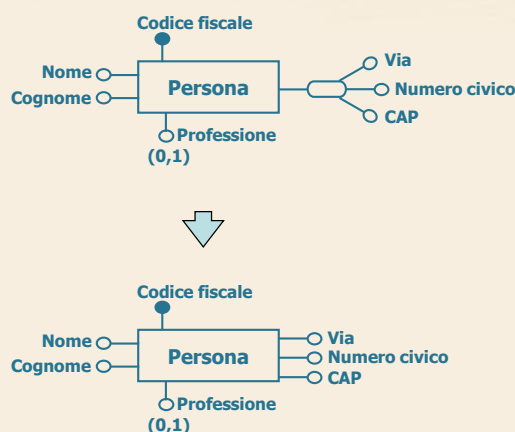 Codice fiscale
Nome
Cognome
Persona
Via
Numero civico
CAP
Professione
(0,1)
Codice fiscale
Nome
Cognome
Persona
Via
Numero civico
CAP
Professione
(0,1)